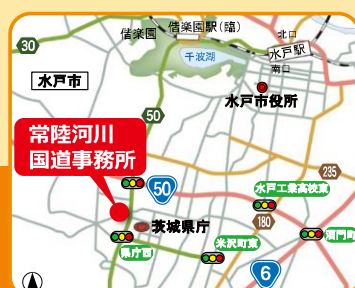 偕楽園
偕楽園駅(臨)
北口
水戸駅
南口
千波湖
30
水戸市
50
水戸市役所
常陸河川
国道事務所
50
水戸工業高校東
235
180
茨城県庁
県庁西
米沢町東
酒門町
6